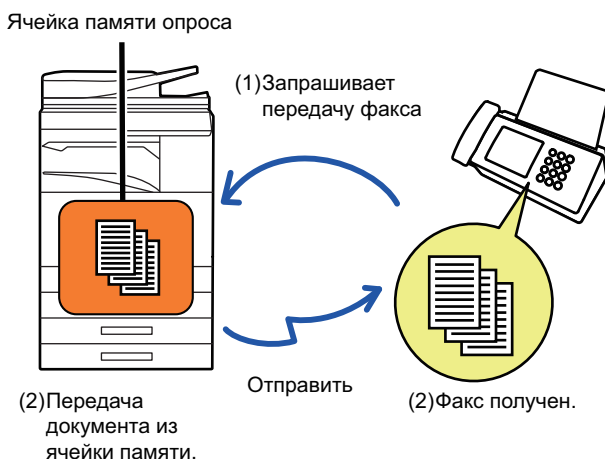 Ячейка памяти опроса
(1)Запрашивает
передачу факса
Отправить
(2)Передача
документа из
ячейки памяти.
(2)Факс получен.